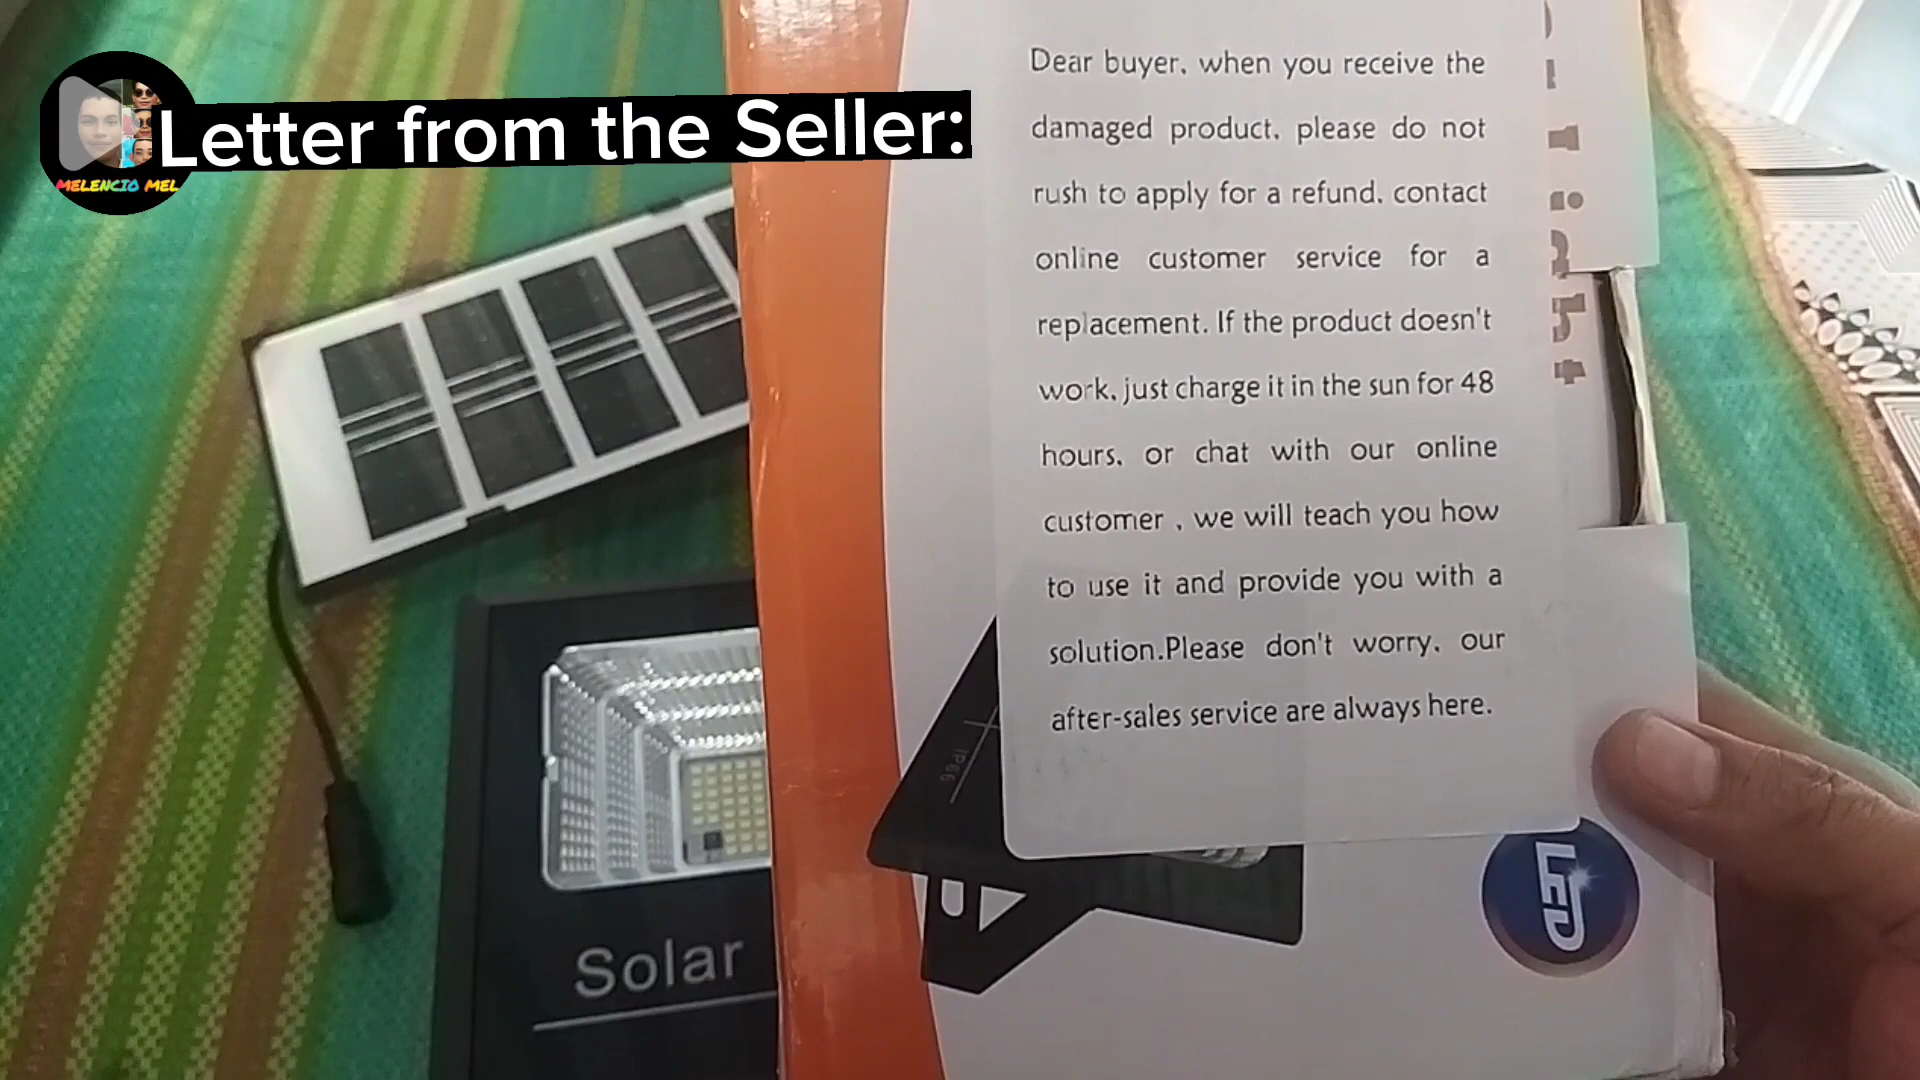 Letter from the Seller:
MELENCIO MEL
Dear buyer, when you receive the
damaged product, please do not
rush to apply for a refund, contact
online customer service for a
replacement. If the product doesn't
work, just charge it in the sun for 48
hours, or chat with our online
customer , we will teach you how
to use it and provide you with a
solution.Please don't worry, our
after-sales service are always here.
Solar
IP66
LED